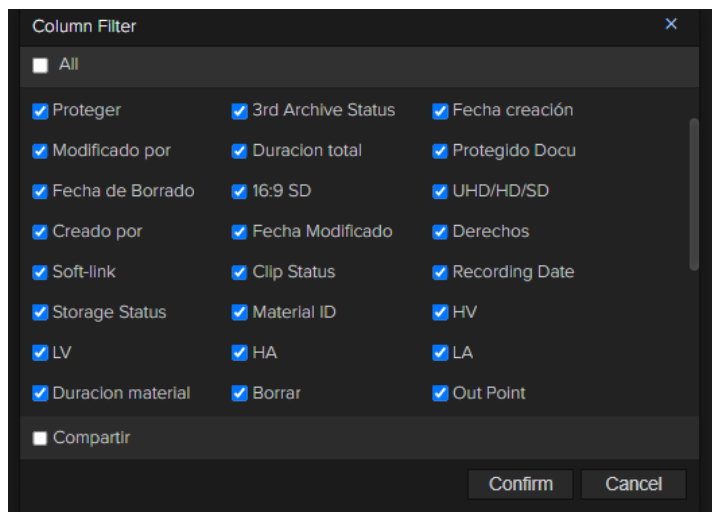 Column Filter ×
All
Proteger 3rd Archive Status Fecha creación
Modificado por Duracion total Protegido Docu
Fecha de Borrado 16:9 SD UHD/HD/SD
Creado por Fecha Modificado Derechos
Soft-link Clip Status Recording Date
Storage Status Material ID HV
LV HA LA
Duracion material Borrar Out Point
Compartir
Confirm Cancel